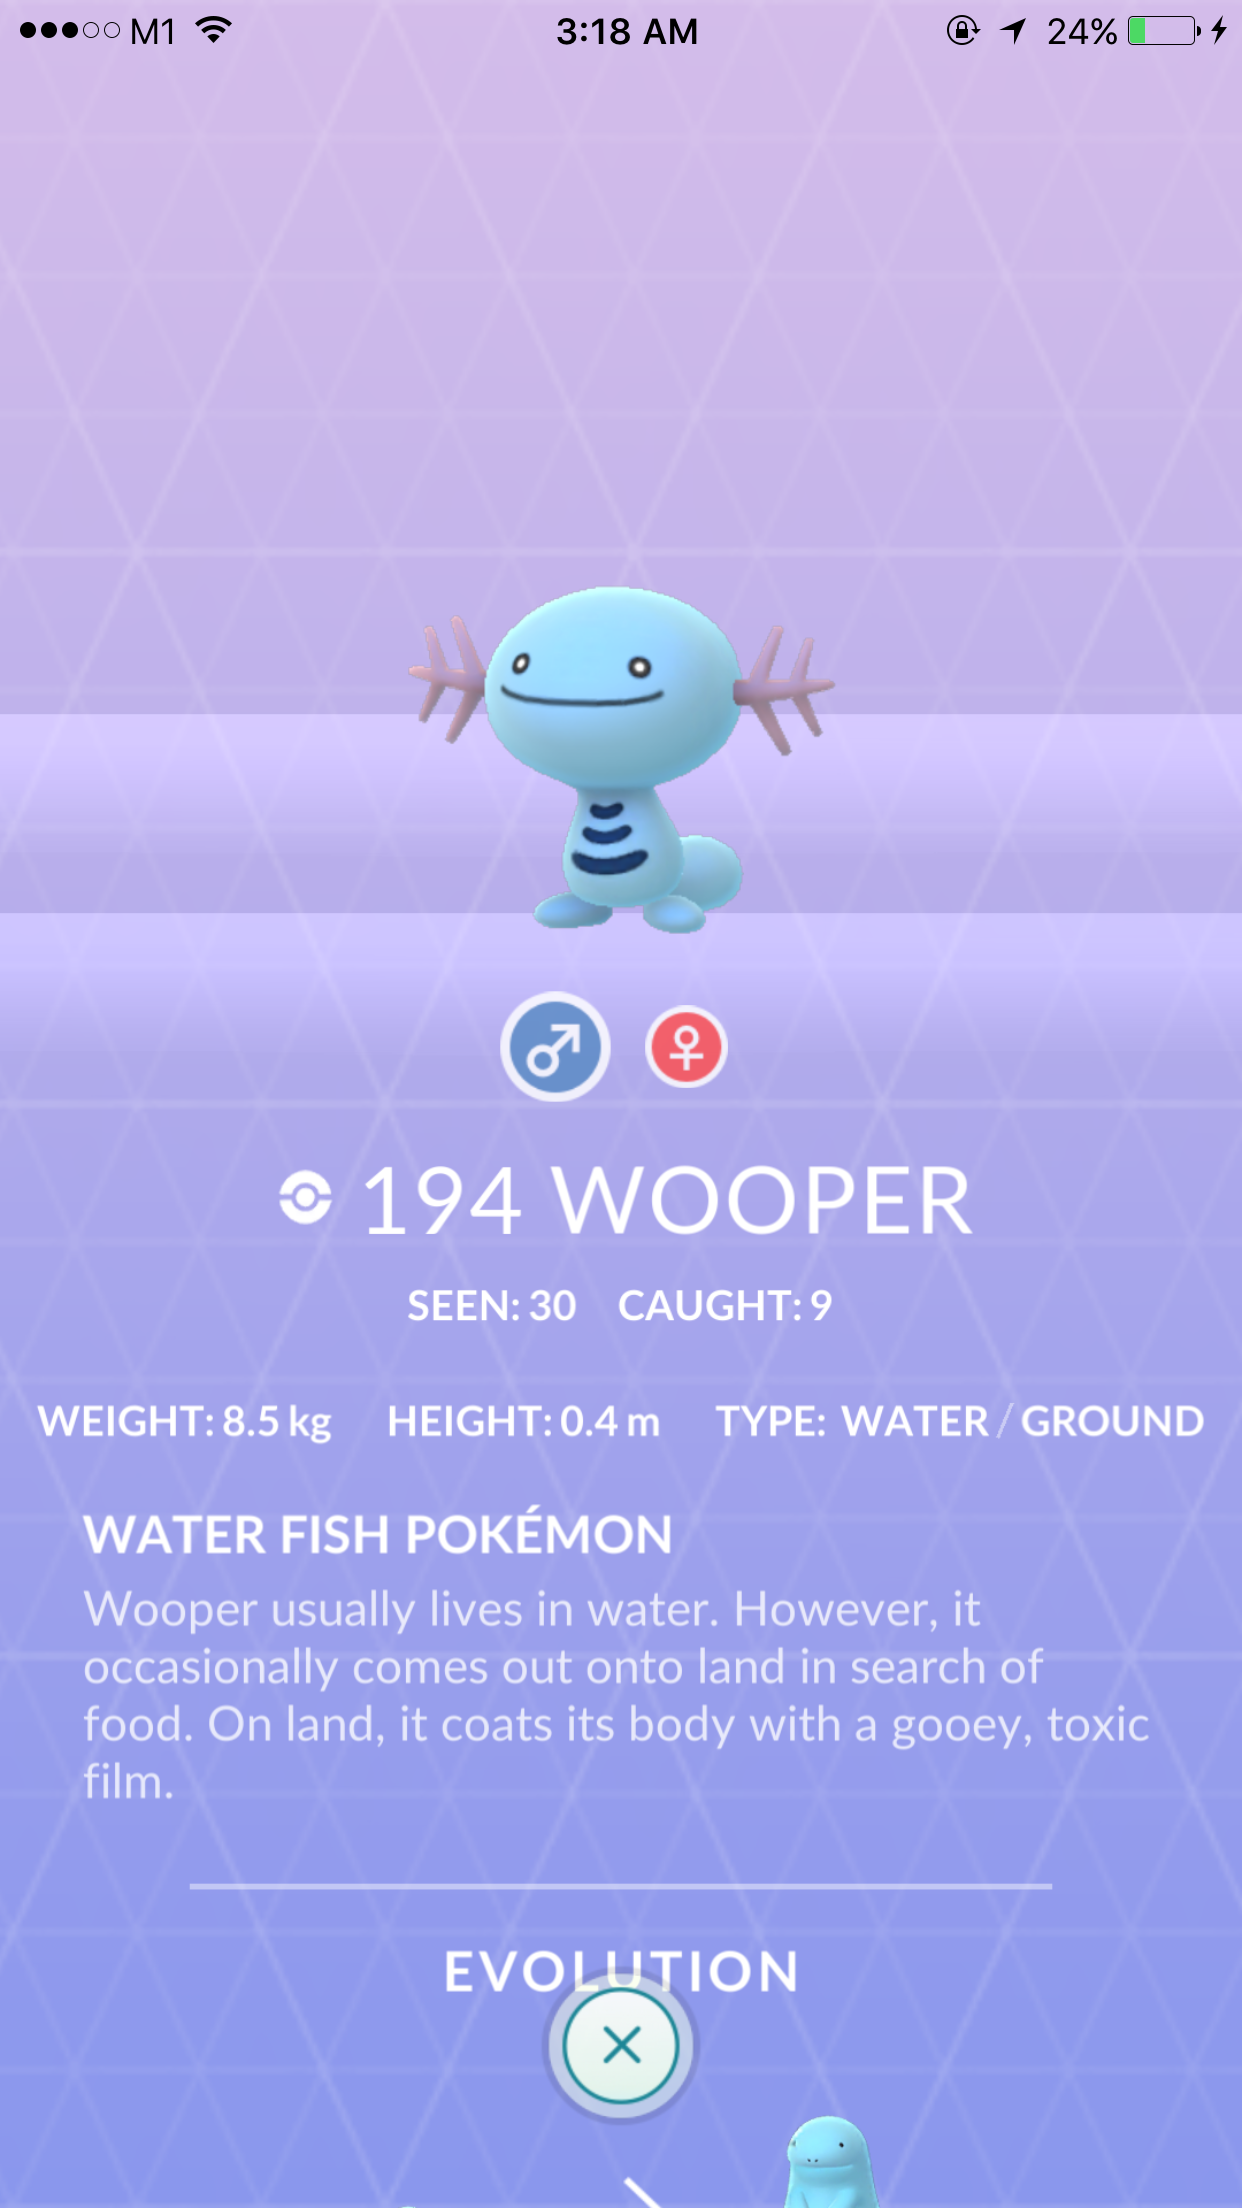 M1 3:18 AM 24%
194 WOOPER
SEEN: 30 CAUGHT: 9
WEIGHT: 8.5 kg HEIGHT: 0.4 m TYPE: WATER / GROUND
WATER FISH POKÉMON
Wooper usually lives in water. However, it
occasionally comes out onto land in search of
food. On land, it coats its body with a gooey, toxic
film.
EVOLUTION